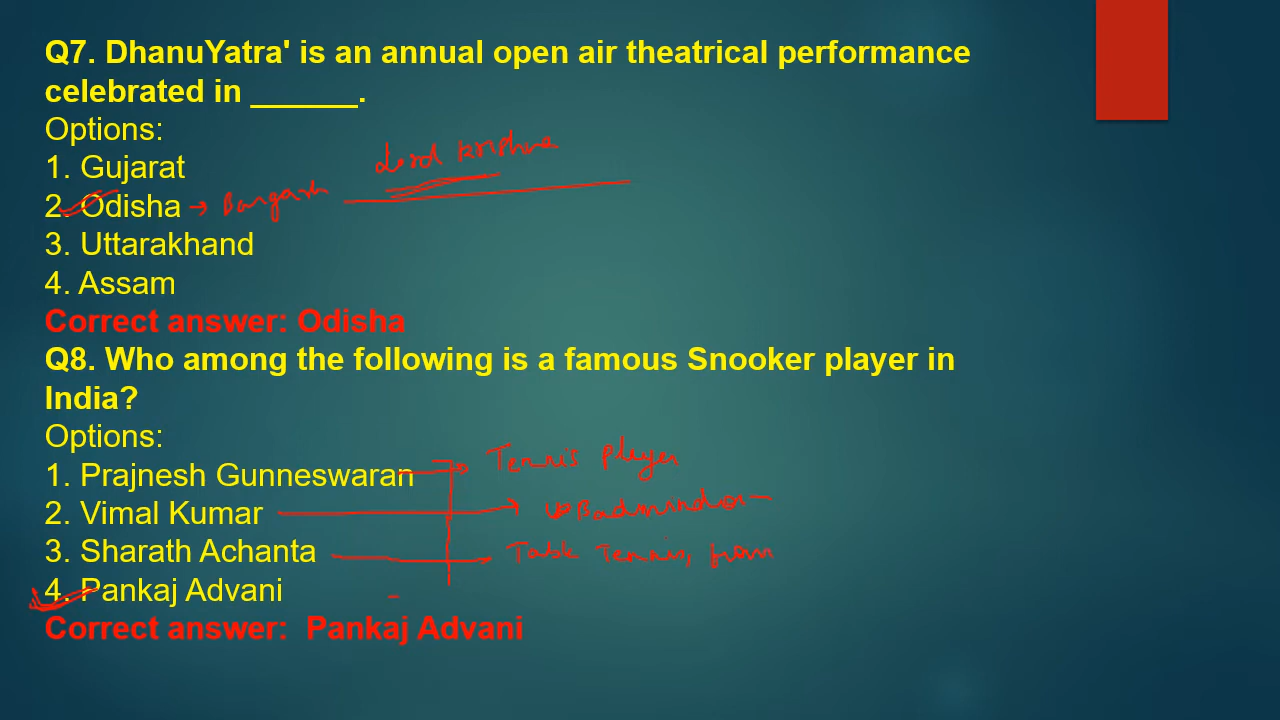 Q7. DhanuYatra' is an annual open air theatrical performance
celebrated in ______.
Options:
1. Gujarat
Lord Krishna
2. Odisha → Bargarh
3. Uttarakhand
4. Assam
Correct answer: Odisha
Q8. Who among the following is a famous Snooker player in
India?
Options:
1. Prajnesh Gunneswaran → Tennis player
2. Vimal Kumar → Badminton
3. Sharath Achanta → Table Tennis, from
4. Pankaj Advani
Correct answer: Pankaj Advani